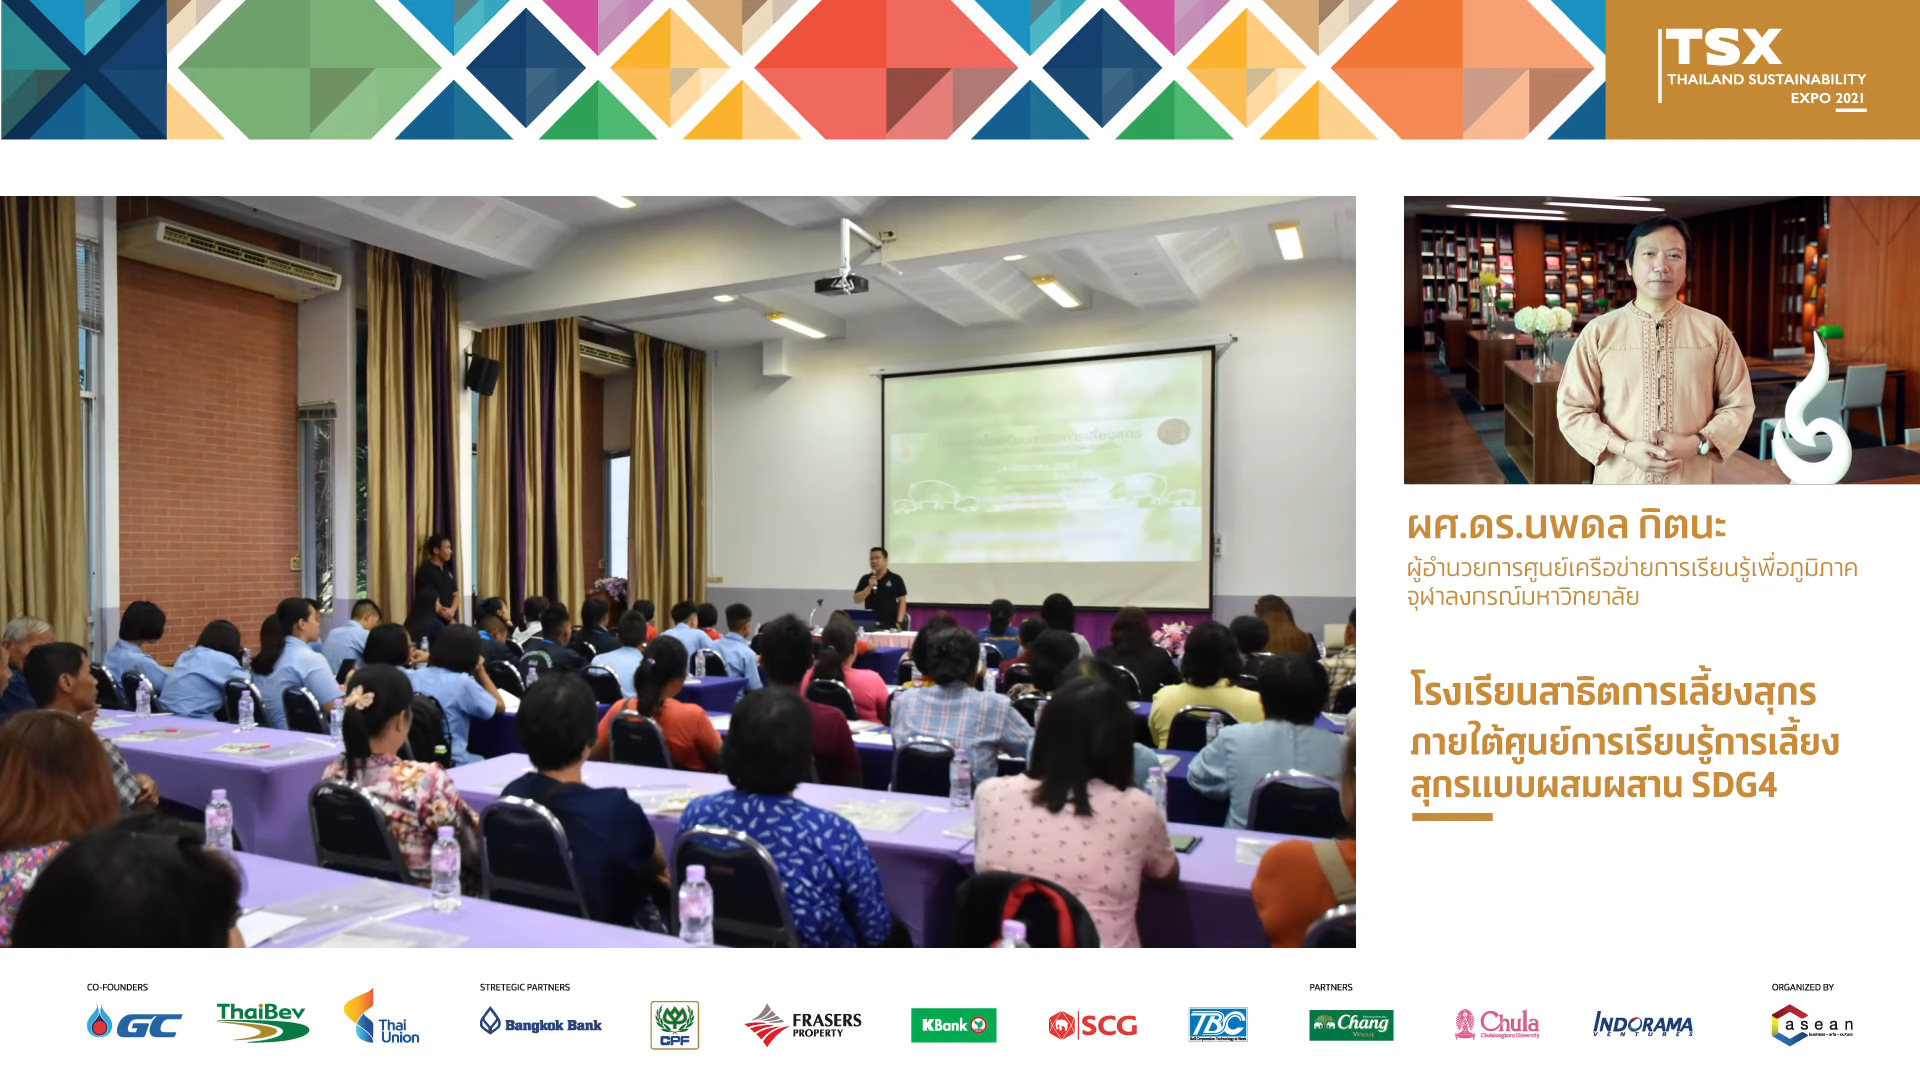 TSX
THAILAND SUSTAINABILITY
EXPO 2021
ผศ.ดร.นพดล กิตนะ
ผู้อำนวยการศูนย์เครือข่ายการเรียนรู้เพื่อภูมิภาค
จุฬาลงกรณ์มหาวิทยาลัย
โรงเรียนสาธิตการเลี้ยงสุกร
ภายใต้ศูนย์การเรียนรู้การเลี้ยง
สุกรแบบผสมผสาน SDG4
CO-FOUNDERS
STRETEGIC PARTNERS
PARTNERS
ORGANIZED BY
GC
ThaiBev
Thai
Union
Bangkok Bank
CPF
FRASERS
PROPERTY
KBank
SCG
TBC
Chang
Chula
Chulalongkorn University
INDORAMA
VENTURES
asean